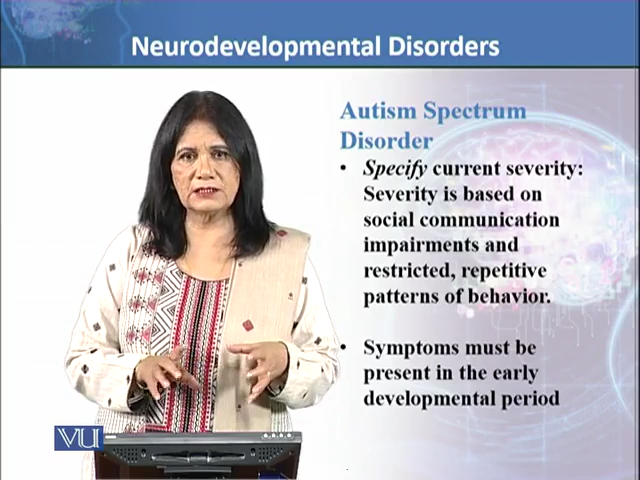 Neurodevelopmental Disorders
Autism Spectrum
Disorder
• Specify current severity:
Severity is based on
social communication
impairments and
restricted, repetitive
patterns of behavior.
• Symptoms must be
present in the early
developmental period
VU